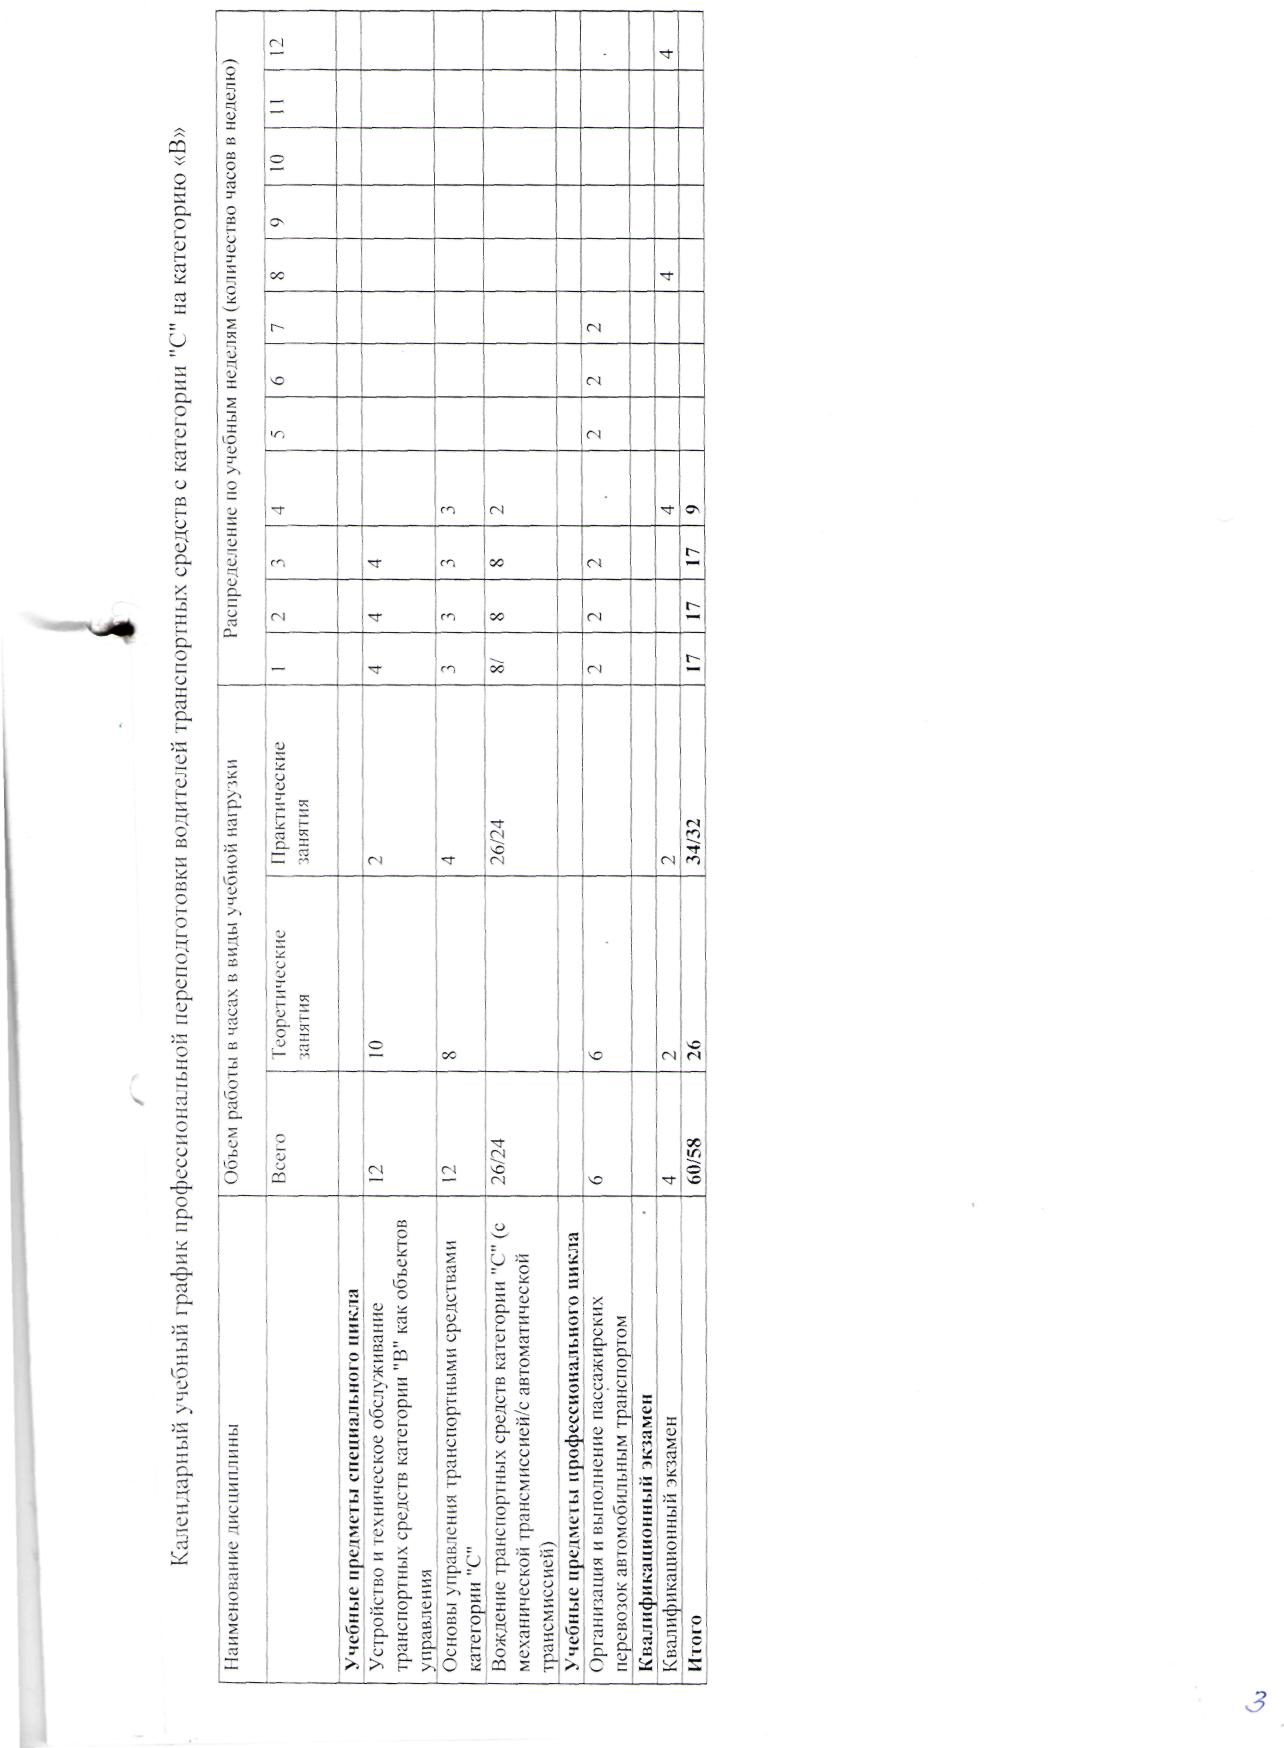 Календарный учебный график профессиональной переподготовки водителей транспортных средств с категории "С" на категорию «В»
Наименование дисциплины Объем работы в часах в виды учебной нагрузки Распределение по учебным неделям (количество часов в неделю)
Всего Теоретические Практические 1 2 3 4 5 6 7 8 9 10 11 12
занятия занятия
Учебные предметы специального цикла
Устройство и техническое обслуживание 12 10 2 4 4 4
транспортных средств категории "В" как объектов
управления
Основы управления транспортными средствами 12 8 4 3 3 3 3
категории "С"
Вождение транспортных средств категории "С" (с 26/24 26/24 8/ 8 8 2
механической трансмиссией/с автоматической
трансмиссией)
Учебные предметы профессионального цикла
Организация и выполнение пассажирских 6 6 2 2 2 2 2 2
перевозок автомобильным транспортом
Квалификационный экзамен
Квалификационный экзамен 4 2 2 4 4 4
Итого 60/58 26 34/32 17 17 17 9
3